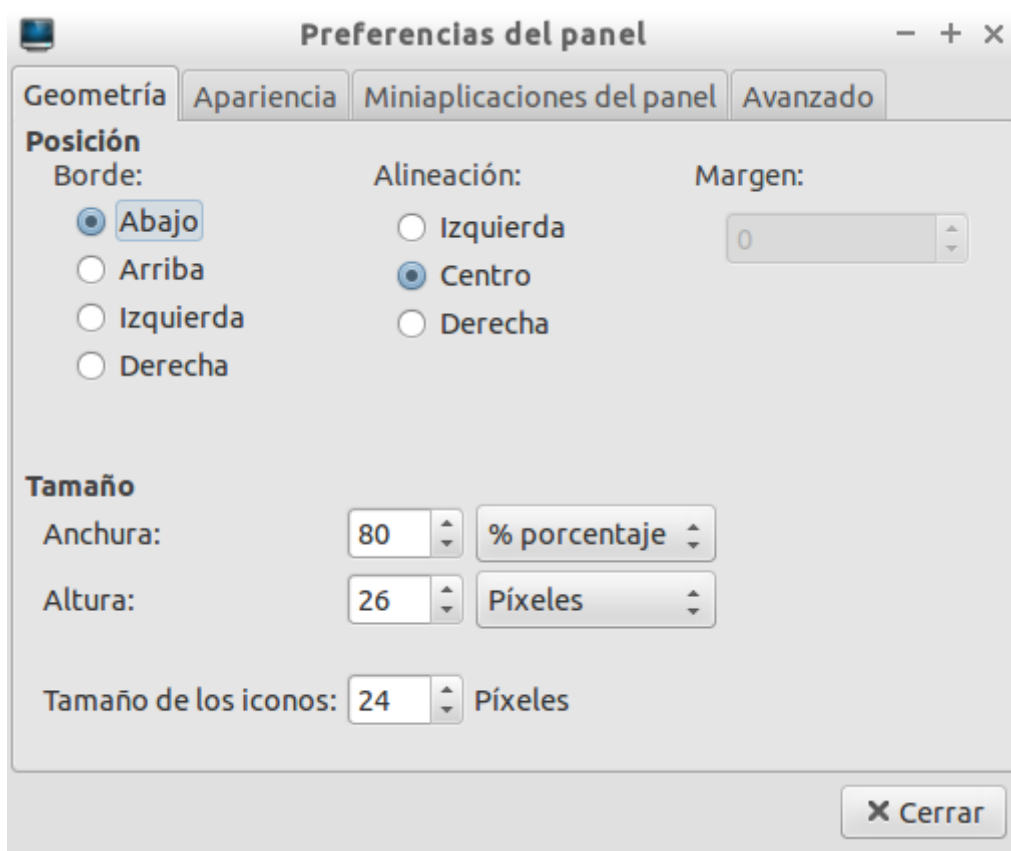 Preferencias del panel
Geometría Apariencia Miniaplicaciones del panel Avanzado
Posición
Borde: Alineación: Margen:
Abajo Izquierda 0
Arriba Centro
Izquierda Derecha
Derecha
Tamaño
Anchura: 80 % porcentaje
Altura: 26 Píxeles
Tamaño de los iconos: 24 Píxeles
Cerrar